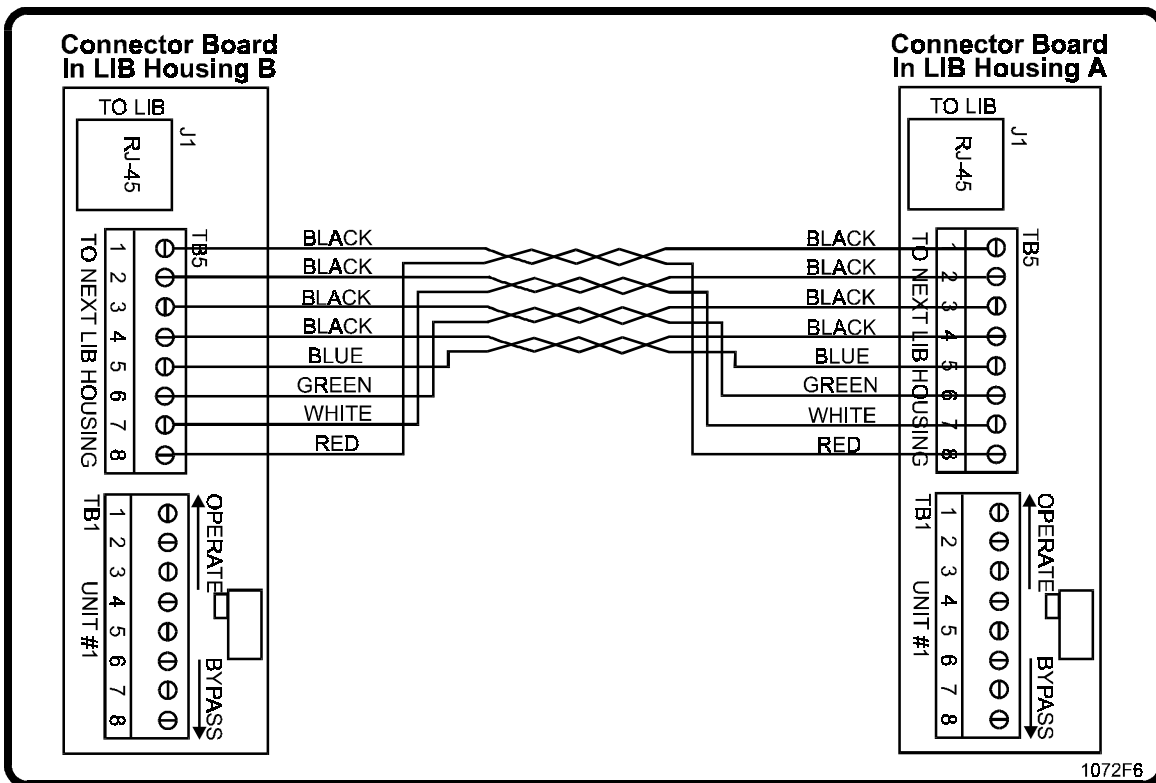 Connector Board
In LIB Housing B
TO LIB
J1
RJ-45
TB5
TO NEXT LIB HOUSING
1
2
3
4
5
6
7
8
BLACK
BLACK
BLACK
BLACK
BLUE
GREEN
WHITE
RED
TB1
UNIT #1
1
2
3
4
5
6
7
8
OPERATE
BYPASS
Connector Board
In LIB Housing A
TO LIB
J1
RJ-45
BLACK
BLACK
BLACK
BLACK
BLUE
GREEN
WHITE
RED
TO NEXT LIB HOUSING
1
2
3
4
5
6
7
8
TB5
TB1
UNIT #1
1
2
3
4
5
6
7
8
OPERATE
BYPASS
1072F6